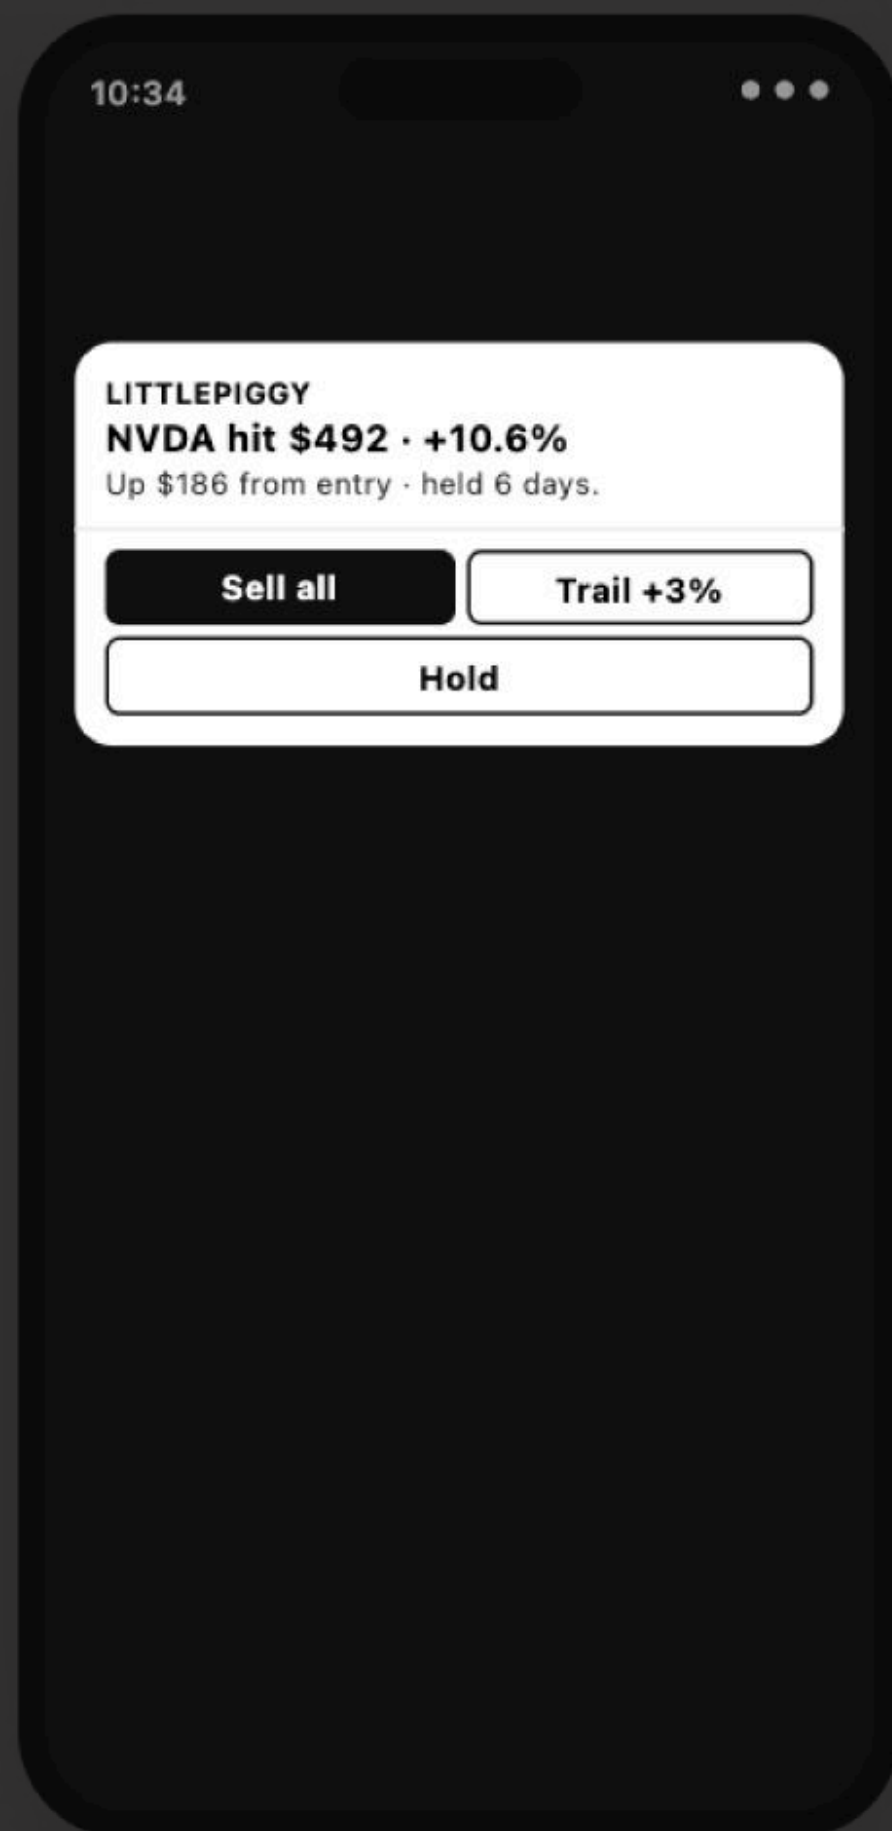 10:34
LITTLEPIGGY
NVDA hit $492 · +10.6%
Up $186 from entry · held 6 days.
Sell all
Trail +3%
Hold